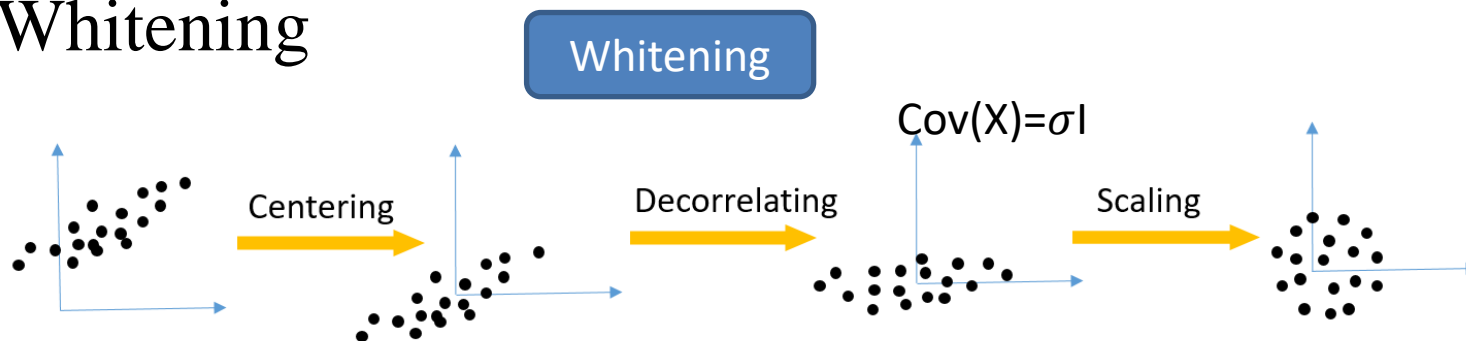 Whitening
Whitening
Cov(X)=𝜎I
Centering
Decorrelating
Scaling